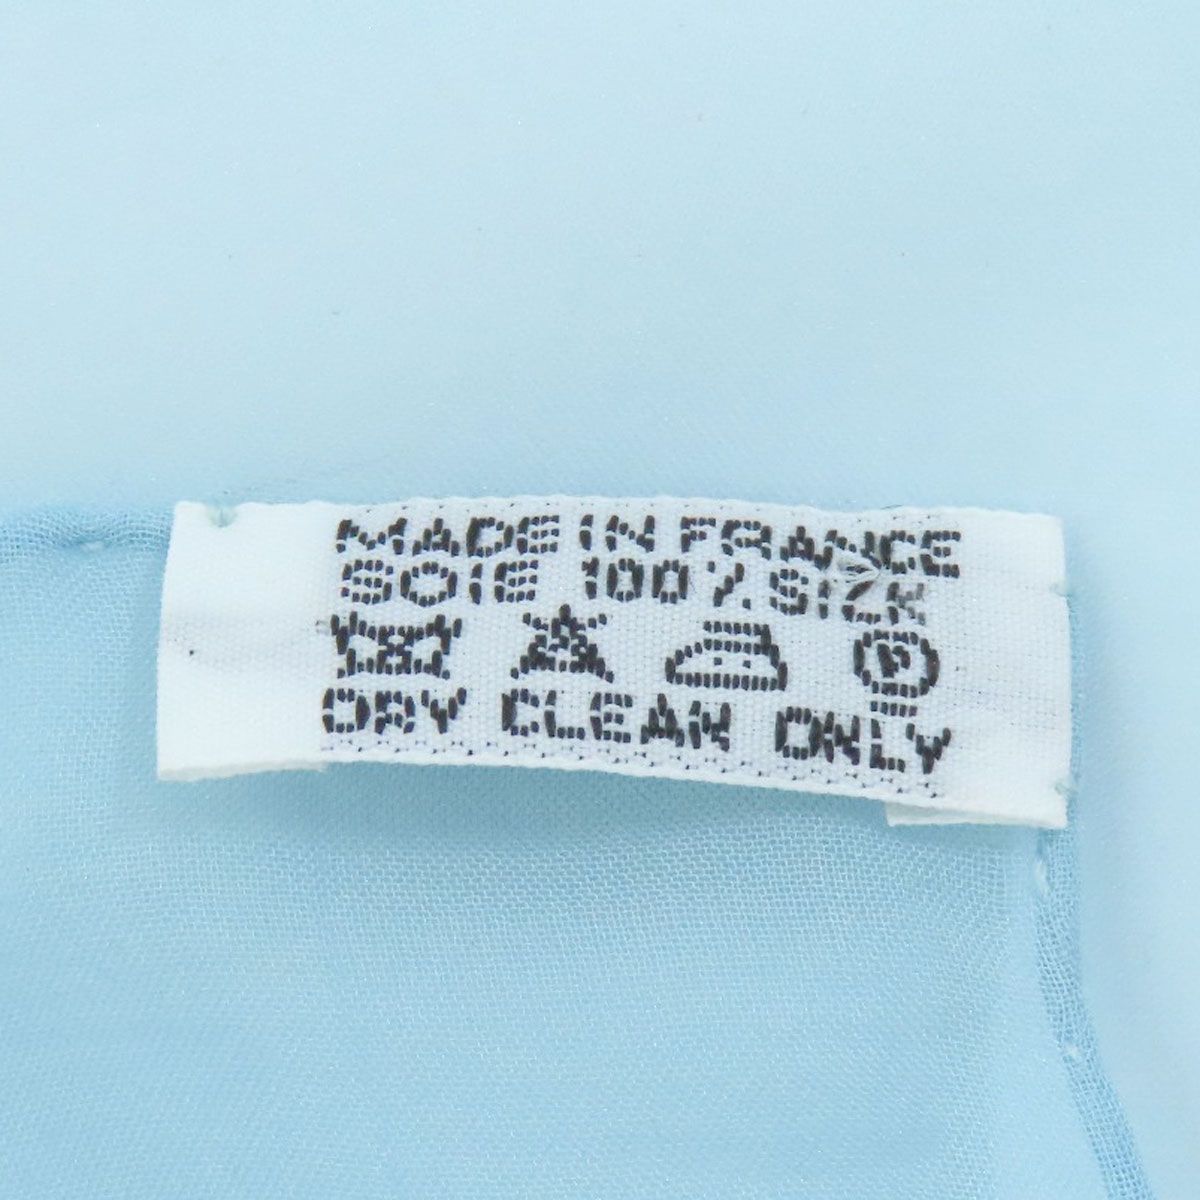 MADE IN FRANCE
SOIE 100% SILK
P
DRY CLEAN ONLY